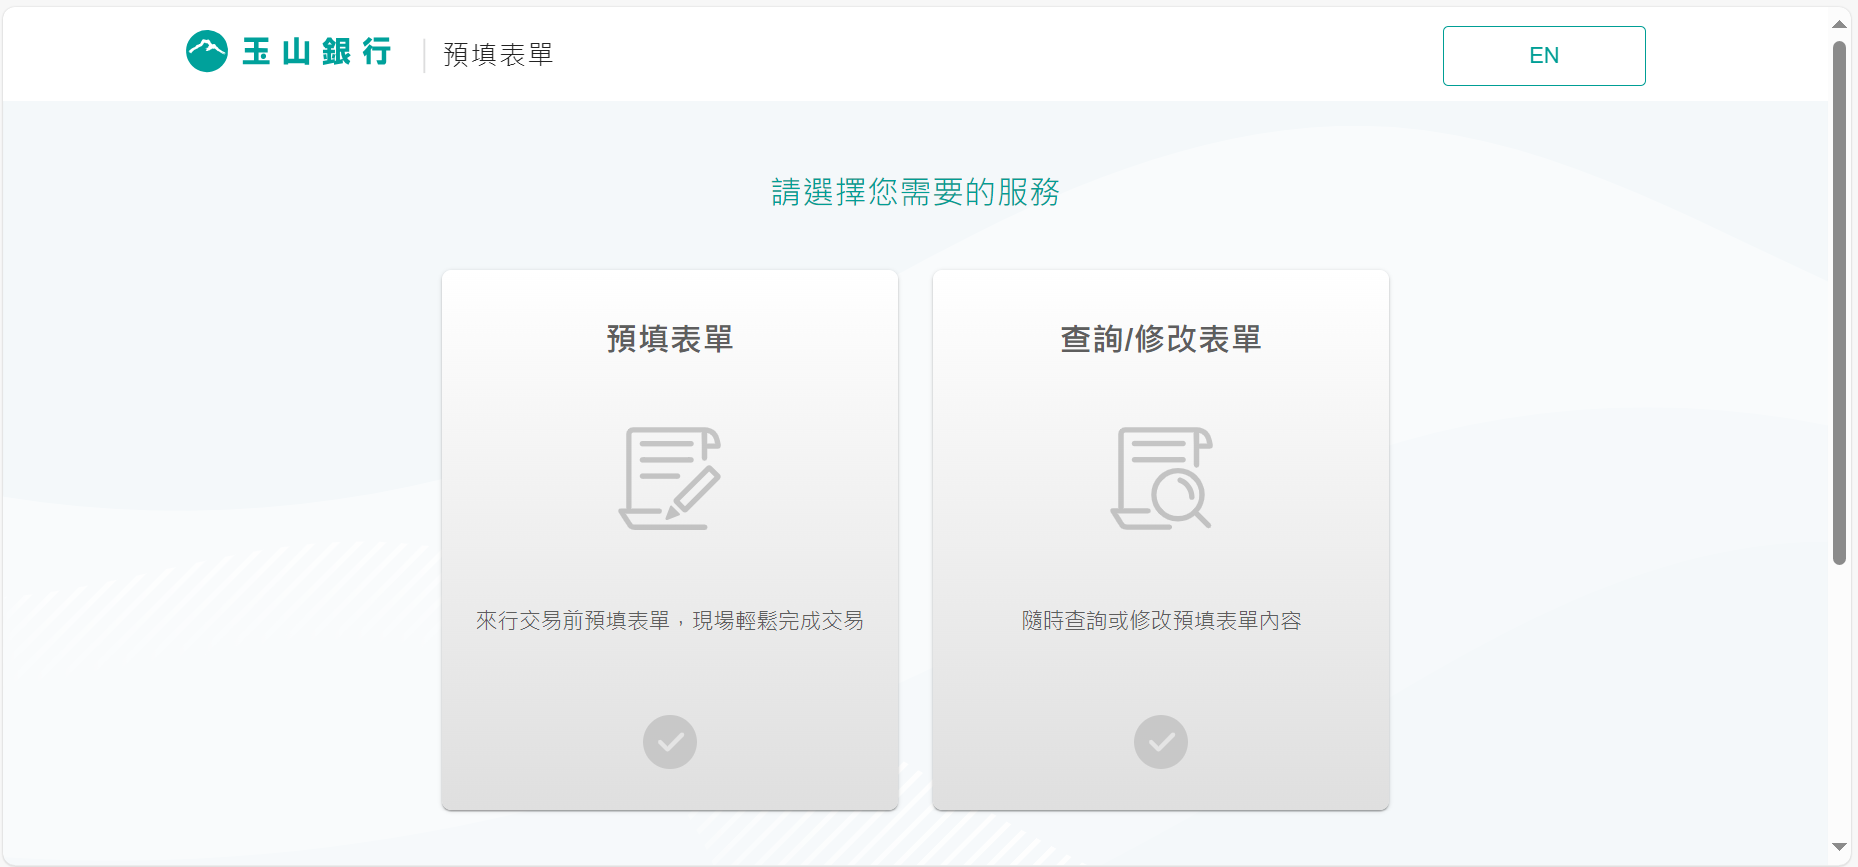 玉山銀行 預填表單
EN
請選擇您需要的服務
預填表單
來行交易前預填表單，現場輕鬆完成交易
查詢/修改表單
隨時查詢或修改預填表單內容